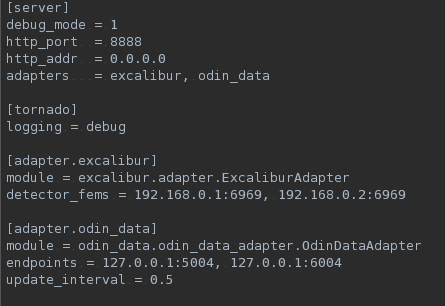 [server]
debug_mode = 1
http_port = 8888
http_addr = 0.0.0.0
adapters = excalibur, odin_data
[tornado]
logging = debug
[adapter.excalibur]
module = excalibur.adapter.ExcaliburAdapter
detector_fems = 192.168.0.1:6969, 192.168.0.2:6969
[adapter.odin_data]
module = odin_data.odin_data_adapter.OdinDataAdapter
endpoints = 127.0.0.1:5004, 127.0.0.1:6004
update_interval = 0.5